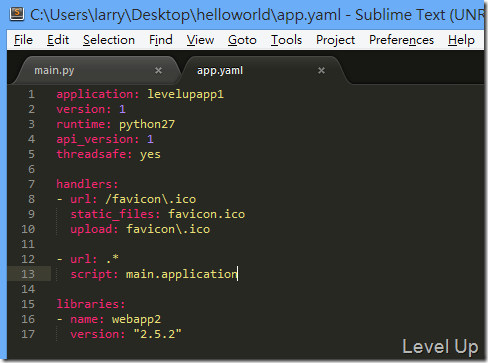 C:\Users\larry\Desktop\helloworld\app.yaml - Sublime Text (UNR
File Edit Selection Find View Goto Tools Project Preferences Window Help
main.py × app.yaml ×
1 application: levelupapp1
2 version: 1
3 runtime: python27
4 api_version: 1
5 threadsafe: yes
6
7 handlers:
8 - url: /favicon\.ico
9 static_files: favicon.ico
10 upload: favicon\.ico
11
12 - url: .*
13 script: main.application
14
15 libraries:
16 - name: webapp2
17 version: "2.5.2"
Level Up